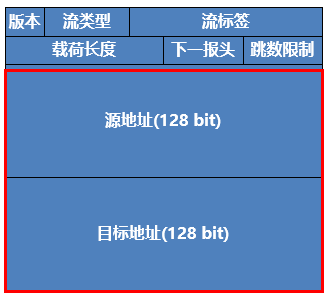 版本 流类型 流标签
载荷长度 下一报头 跳数限制
源地址(128 bit)
目标地址(128 bit)